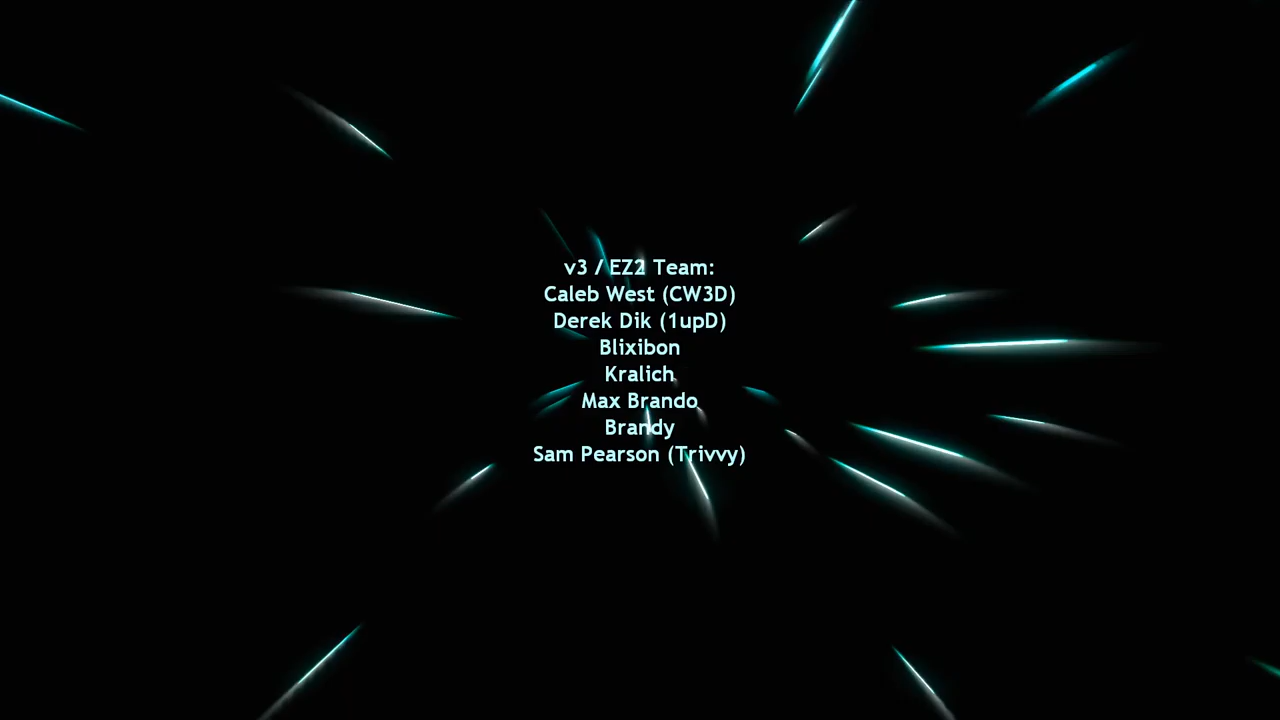 v3 / EZ2 Team:
Caleb West (CW3D)
Derek Dik (1upD)
Blixibon
Kralich
Max Brando
Brandy
Sam Pearson (Trivvy)